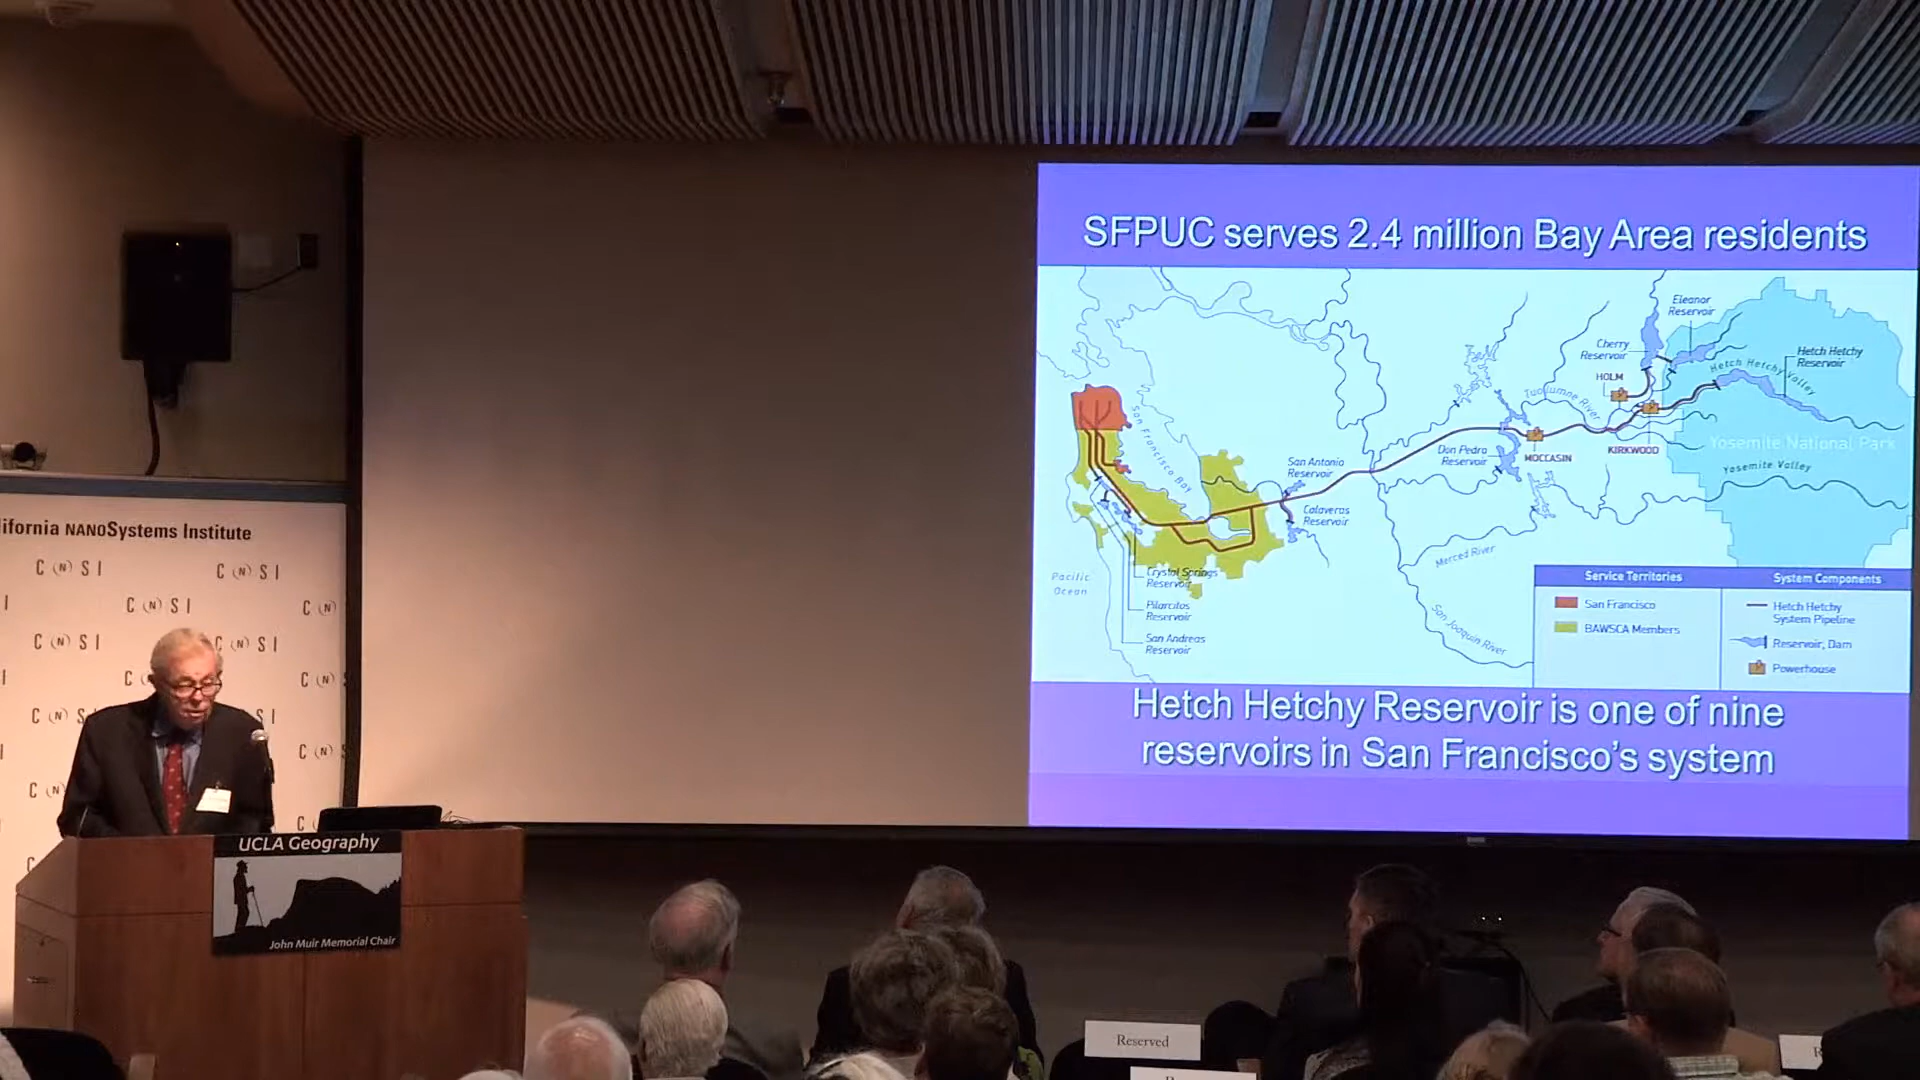 SFPUC serves 2.4 million Bay Area residents
Eleanor
Reservoir
Cherry
Reservoir
Hetch Hetchy
Reservoir
HOLM
Hetch Hetchy Valley
Tuolumne River
San Francisco Bay
Yosemite National Park
Don Pedro
Reservoir
MOCCASIN
KIRKWOOD
Yosemite Valley
San Antonio
Reservoir
Calaveras
Reservoir
Merced River
Pacific
Ocean
Crystal Springs
Reservoir
Pilarcitos
Reservoir
San Andreas
Reservoir
San Joaquin River
Service Territories
San Francisco
BAWSCA Members
System Components
Hetch Hetchy
System Pipeline
Reservoir, Dam
Powerhouse
Hetch Hetchy Reservoir is one of nine
reservoirs in San Francisco's system
ifornia NANOSystems Institute
C (N) S I
C (N) S I
C (N) S I
C (N)
C (N) S I
(N) S I
C (N)
C (N) S
S I
C (N)
C (N)
UCLA Geography
John Muir Memorial Chair
Reserved